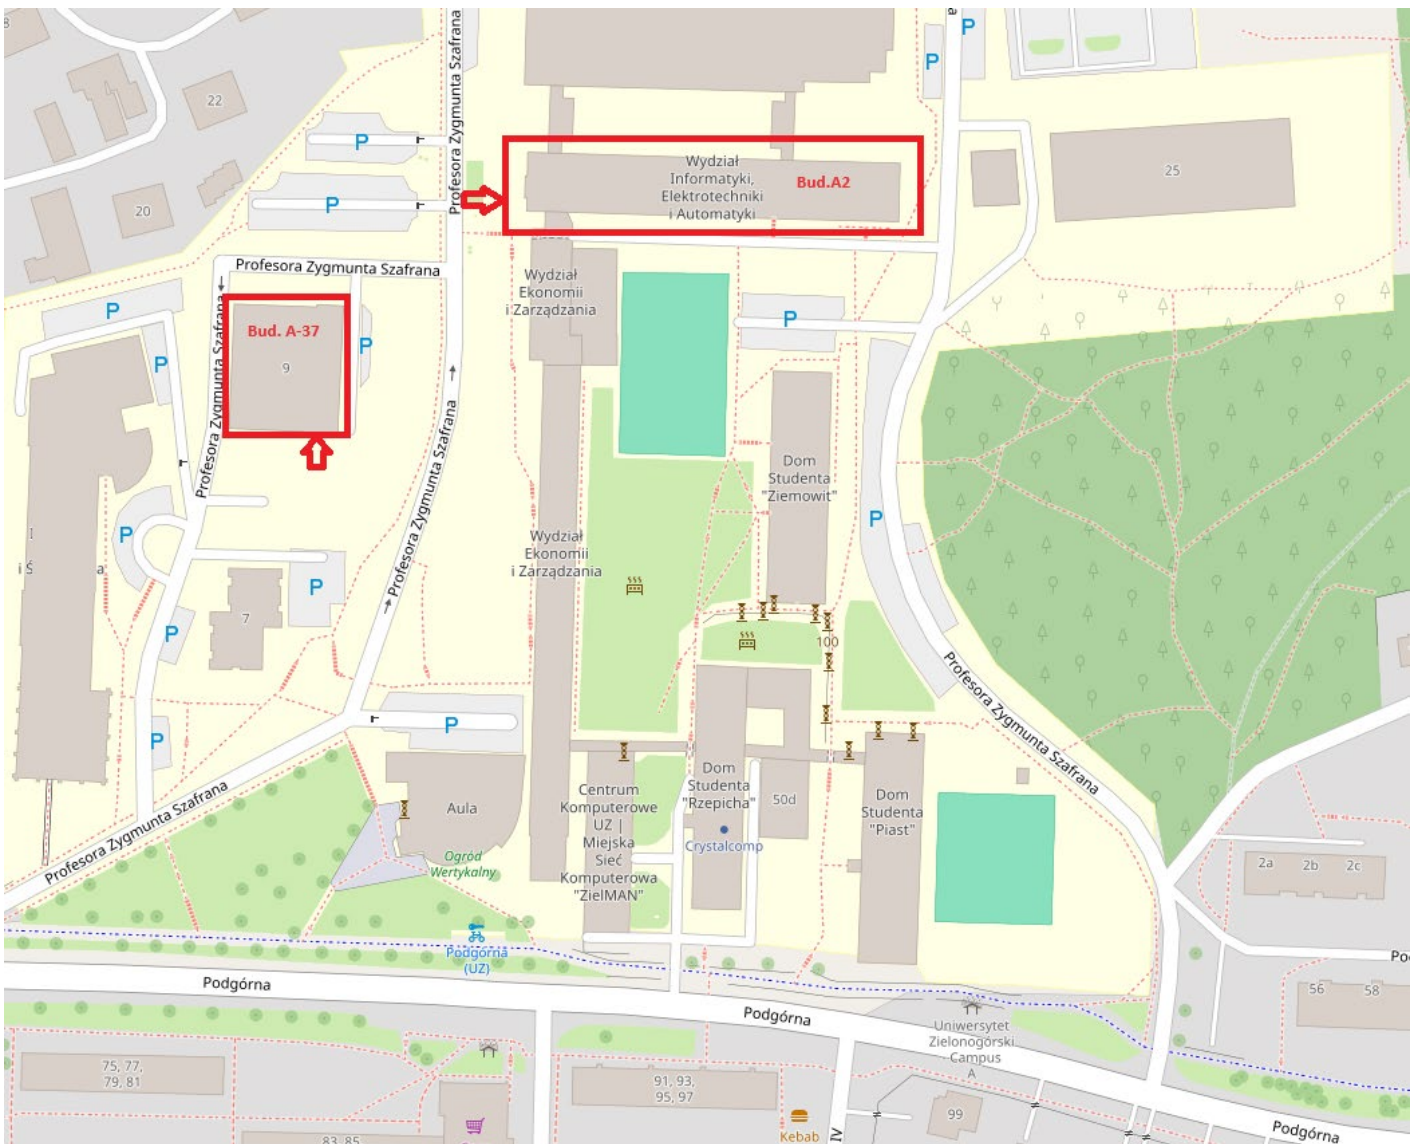 8
22
20
P
P
P
P
P
Profesora Zygmunta Szafrana
Wydział
Informatyki,
Elektrotechniki
i Automatyki
Bud.A2
25
Profesora Zygmunta Szafrana
P
Bud. A-37
9
P
P
Profesora Zygmunta Szafrana
Wydział
Ekonomii
i Zarządzania
P
Profesora Zygmunta Szafrana
Dom
Studenta
"Ziemowit"
P
P
i Ś
a
Wydział
Ekonomii
i Zarządzania
P
7
P
100
Profesora Zygmunta Szafrana
P
P
Profesora Zygmunta Szafrana
Aula
Ogród
Wertykalny
Centrum
Komputerowe
UZ |
Miejska
Sieć
Komputerowa
"ZielMAN"
Dom
Studenta
"Rzepicha"
Crystalcomp
50d
Dom
Studenta
"Piast"
2a
2b
2c
Podgórna
(UZ)
Podgórna
Podgórna
Uniwersytet
Zielonogórski
Campus
A
Po
56
58
75, 77,
79, 81
91, 93,
95, 97
99
Kebab
IV
83, 85
Podgórna